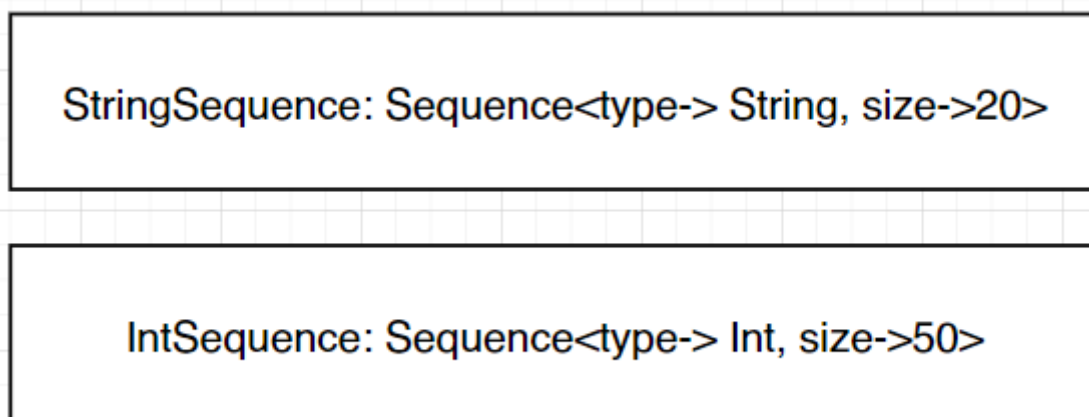 StringSequence: Sequence<type-> String, size->20>
IntSequence: Sequence<type-> Int, size->50>